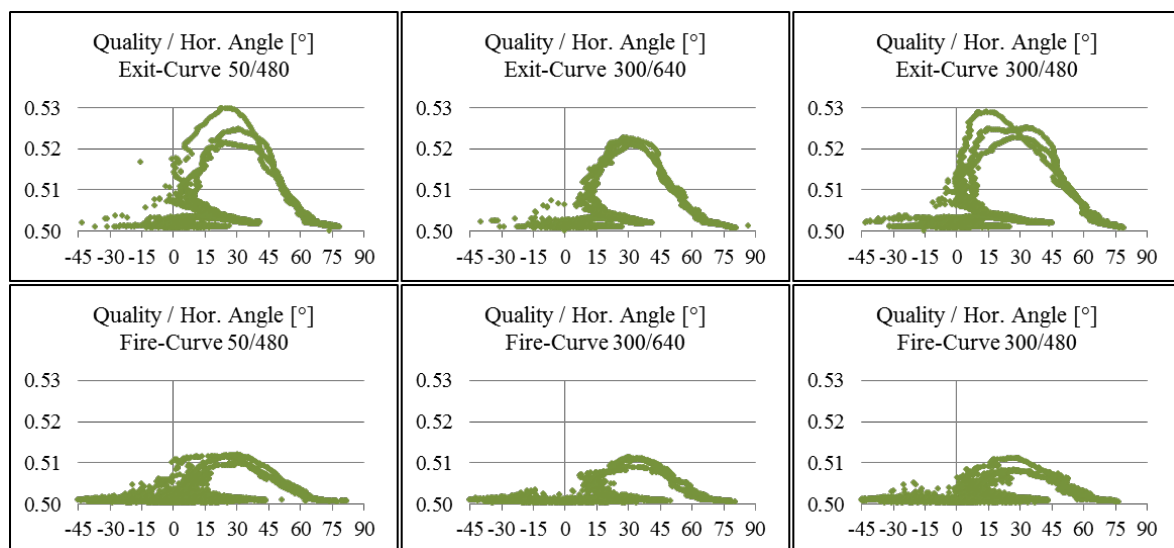 Quality / Hor. Angle [°]
Exit-Curve 50/480
0.53
0.52
0.51
0.50
-45 -30 -15 0 15 30 45 60 75 90
Quality / Hor. Angle [°]
Exit-Curve 300/640
0.53
0.52
0.51
0.50
-45 -30 -15 0 15 30 45 60 75 90
Quality / Hor. Angle [°]
Exit-Curve 300/480
0.53
0.52
0.51
0.50
-45 -30 -15 0 15 30 45 60 75 90
Quality / Hor. Angle [°]
Fire-Curve 50/480
0.53
0.52
0.51
0.50
-45 -30 -15 0 15 30 45 60 75 90
Quality / Hor. Angle [°]
Fire-Curve 300/640
0.53
0.52
0.51
0.50
-45 -30 -15 0 15 30 45 60 75 90
Quality / Hor. Angle [°]
Fire-Curve 300/480
0.53
0.52
0.51
0.50
-45 -30 -15 0 15 30 45 60 75 90